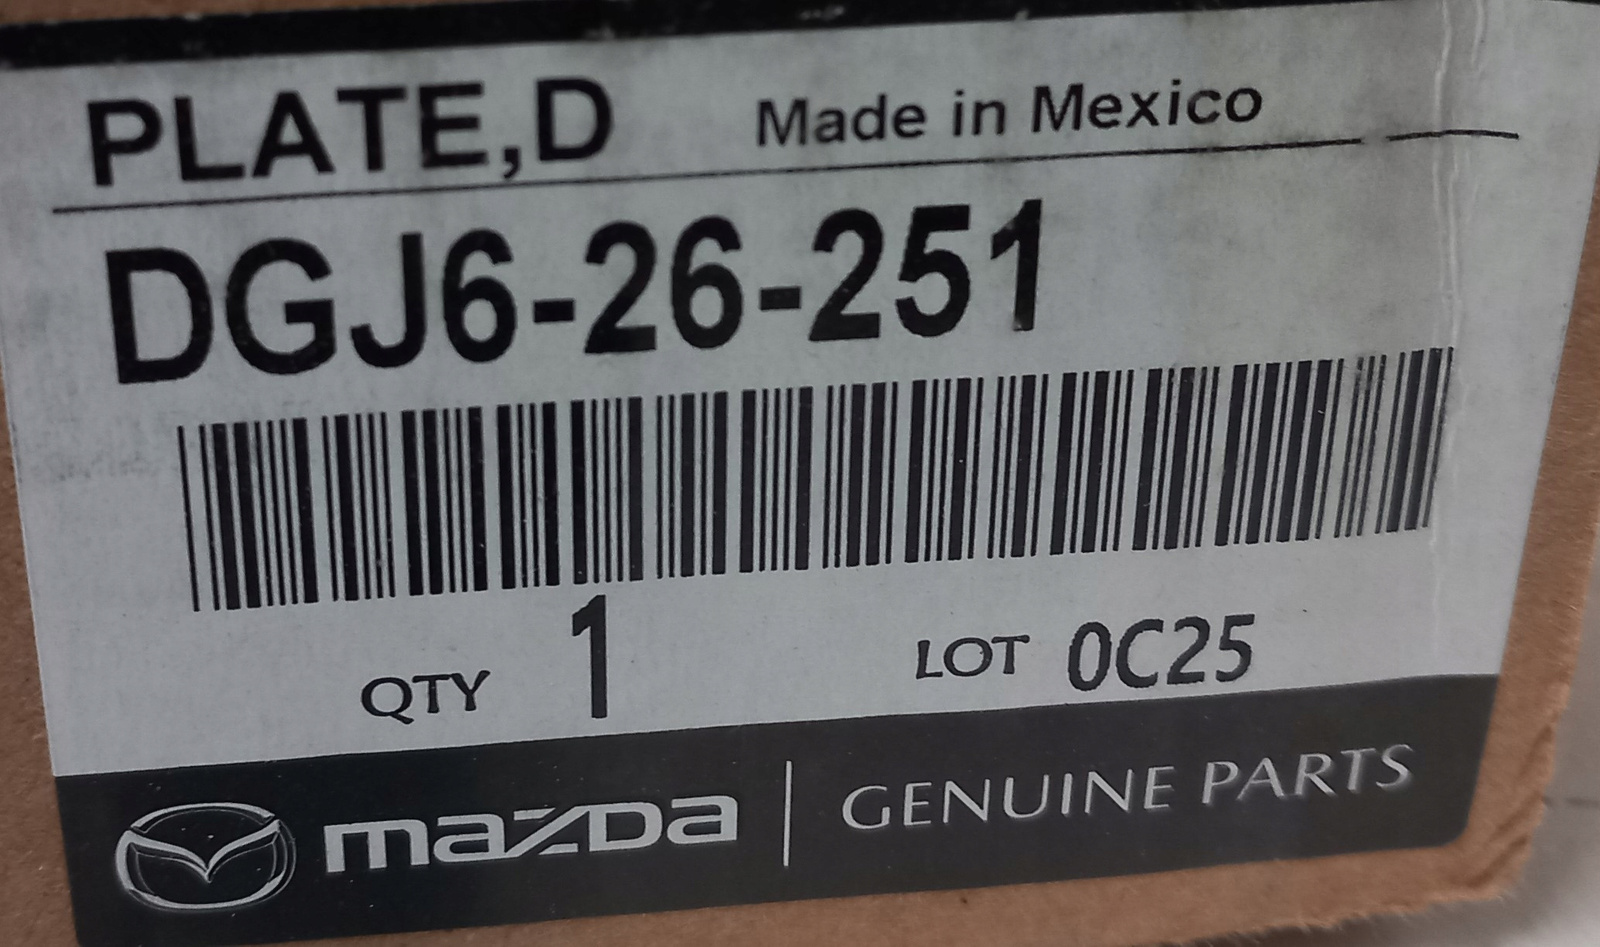 PLATE,D Made in Mexico
DGJ6-26-251
QTY 1 LOT 0C25
mazda GENUINE PARTS